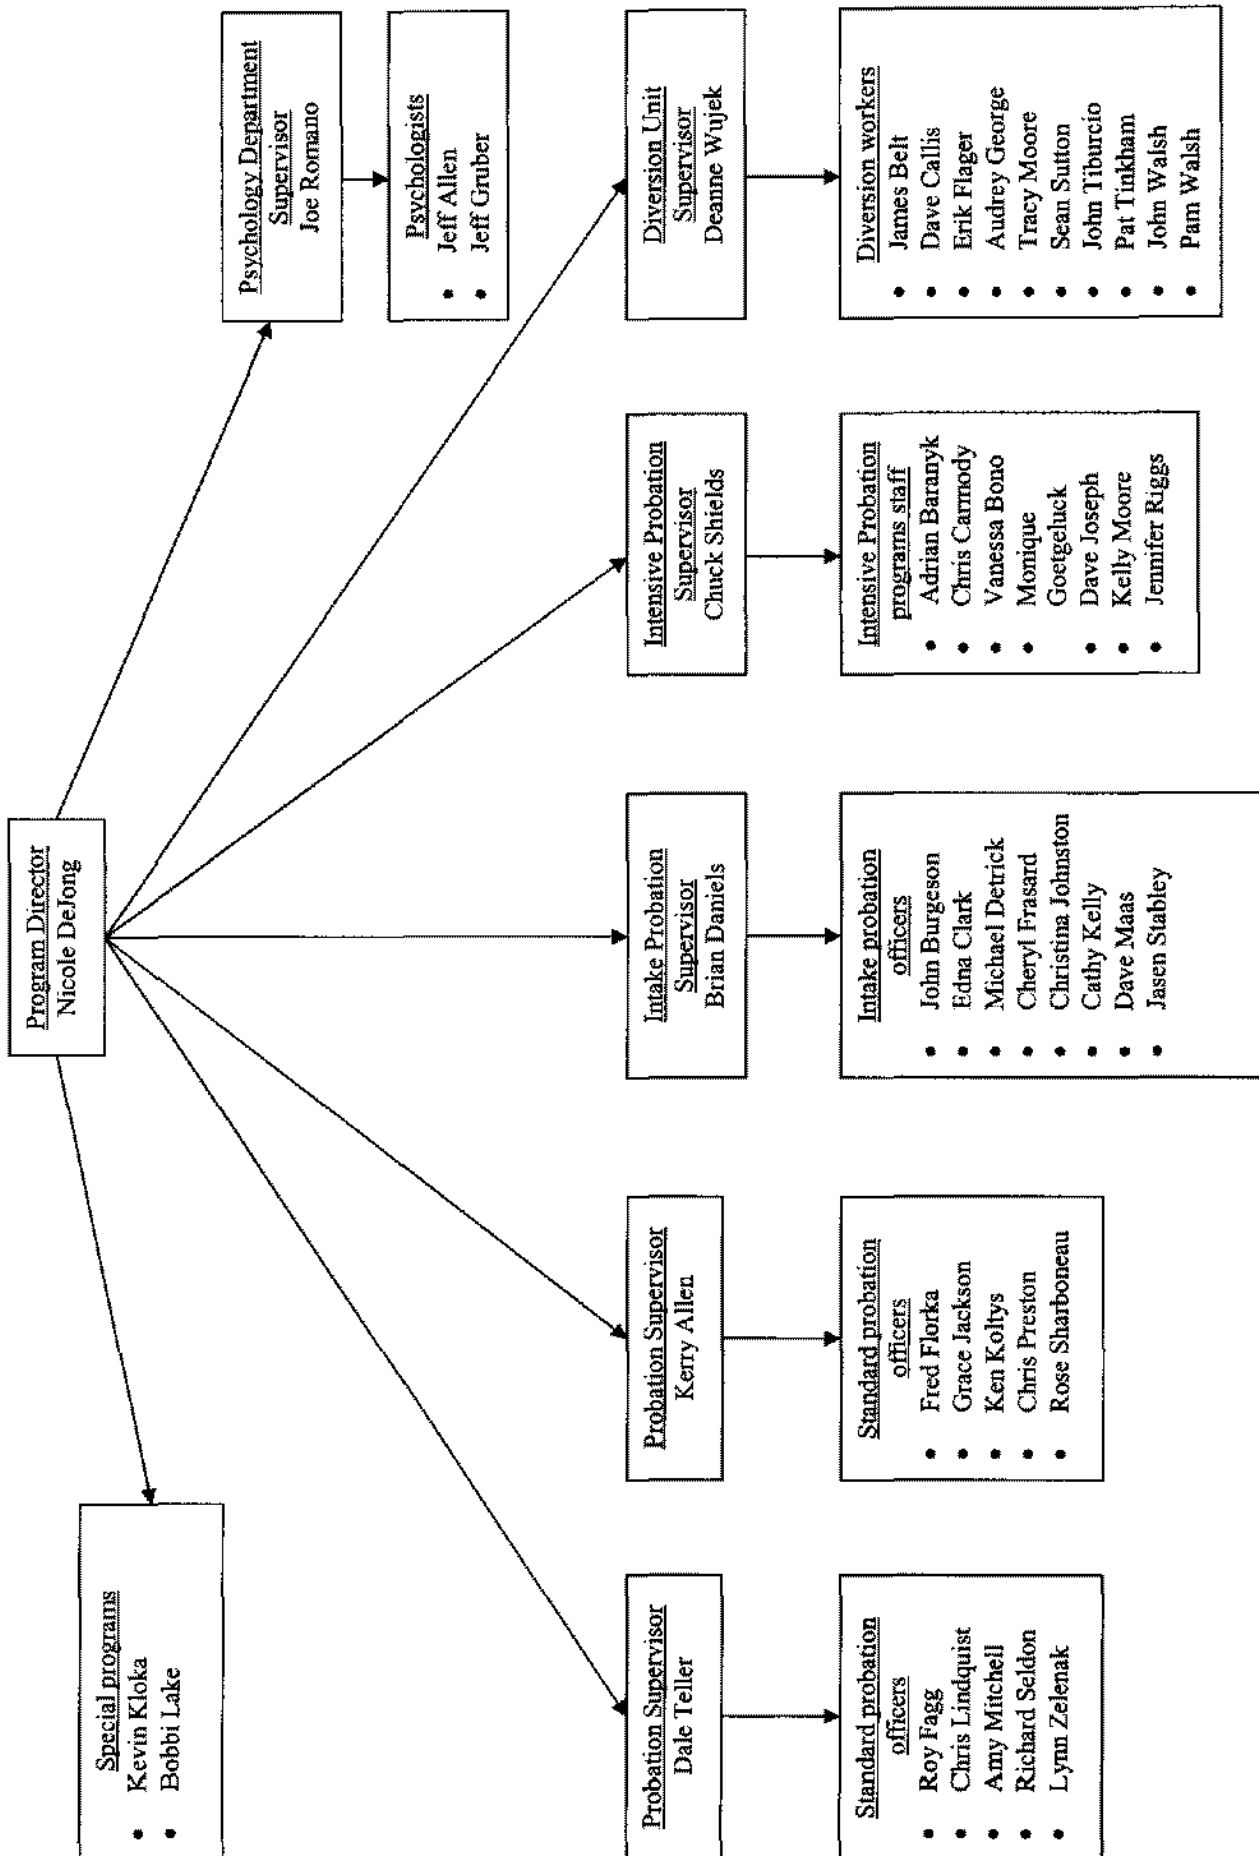 Program Director
Nicole DeJong
Special programs
• Kevin Kloka
• Bobbi Lake
Psychology Department
Supervisor
Joe Romano
Psychologists
• Jeff Allen
• Jeff Gruber
Probation Supervisor
Dale Teller
Probation Supervisor
Kerry Allen
Intake Probation
Supervisor
Brian Daniels
Intensive Probation
Supervisor
Chuck Shields
Diversion Unit
Supervisor
Deanne Wujek
Standard probation
officers
• Roy Fagg
• Chris Lindquist
• Amy Mitchell
• Richard Seldon
• Lynn Zelenak
Standard probation
officers
• Fred Florka
• Grace Jackson
• Ken Koltys
• Chris Preston
• Rose Sharboneau
Intake probation
officers
• John Burgeson
• Edna Clark
• Michael Detrick
• Cheryl Frasard
• Christina Johnston
• Cathy Kelly
• Dave Maas
• Jasen Stabley
Intensive Probation
programs staff
• Adrian Baranyk
• Chris Carmody
• Vanessa Bono
• Monique
Goetgeluck
• Dave Joseph
• Kelly Moore
• Jennifer Riggs
Diversion workers
• James Belt
• Dave Callis
• Erik Flager
• Audrey George
• Tracy Moore
• Sean Sutton
• John Tiburcio
• Pat Tinkham
• John Walsh
• Pam Walsh